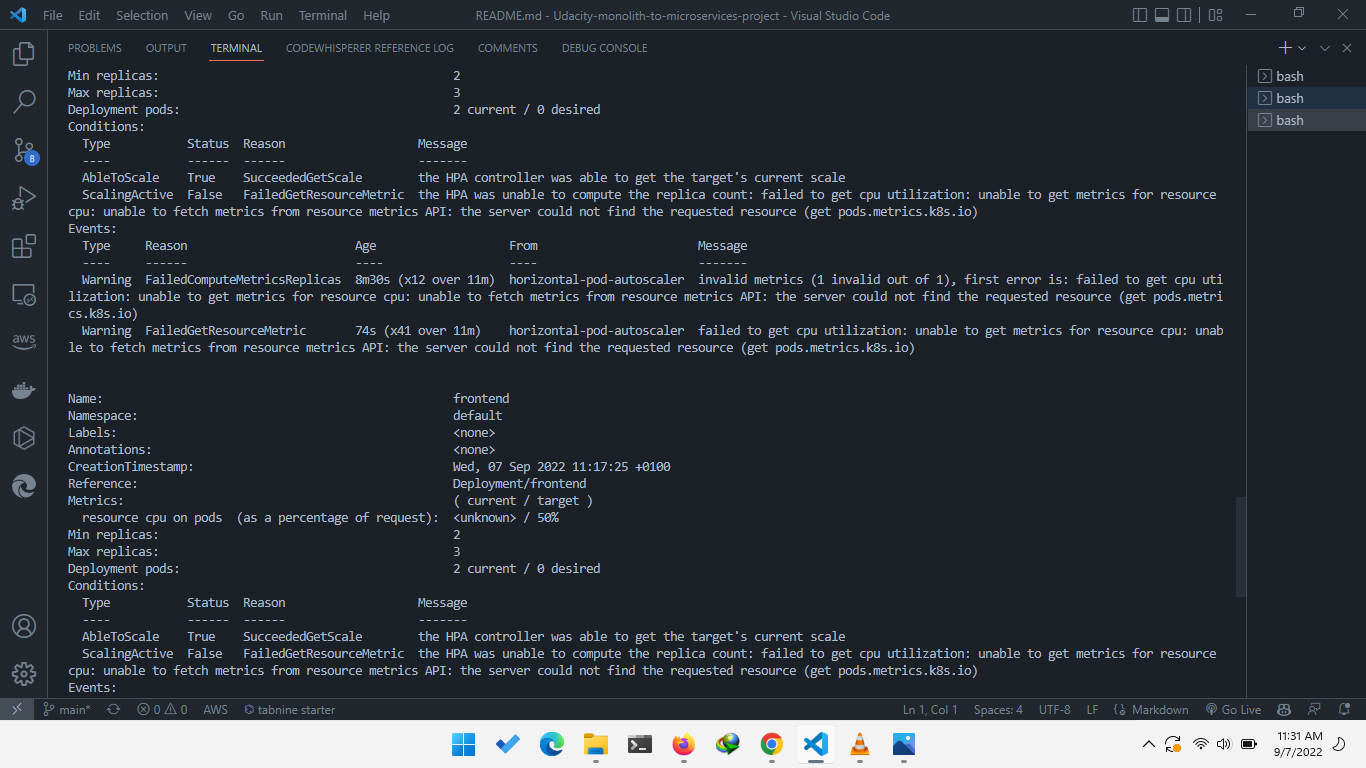 File Edit Selection View Go Run Terminal Help README.md - Udacity-monolith-to-microservices-project - Visual Studio Code
PROBLEMS OUTPUT TERMINAL CODEWHISPERER REFERENCE LOG COMMENTS DEBUG CONSOLE
Min replicas: 2
Max replicas: 3
Deployment pods: 2 current / 0 desired
Conditions:
Type Status Reason Message
---- ------ ------ -------
AbleToScale True SucceededGetScale the HPA controller was able to get the target's current scale
ScalingActive False FailedGetResourceMetric the HPA was unable to compute the replica count: failed to get cpu utilization: unable to get metrics for resource
cpu: unable to fetch metrics from resource metrics API: the server could not find the requested resource (get pods.metrics.k8s.io)
Events:
Type Reason Age From Message
---- ------ ---- ---- -------
Warning FailedComputeMetricsReplicas 8m30s (x12 over 11m) horizontal-pod-autoscaler invalid metrics (1 invalid out of 1), first error is: failed to get cpu uti
lization: unable to get metrics for resource cpu: unable to fetch metrics from resource metrics API: the server could not find the requested resource (get pods.metri
cs.k8s.io)
Warning FailedGetResourceMetric 74s (x41 over 11m) horizontal-pod-autoscaler failed to get cpu utilization: unable to get metrics for resource cpu: unab
le to fetch metrics from resource metrics API: the server could not find the requested resource (get pods.metrics.k8s.io)
Name: frontend
Namespace: default
Labels: <none>
Annotations: <none>
CreationTimestamp: Wed, 07 Sep 2022 11:17:25 +0100
Reference: Deployment/frontend
Metrics: ( current / target )
resource cpu on pods (as a percentage of request): <unknown> / 50%
Min replicas: 2
Max replicas: 3
Deployment pods: 2 current / 0 desired
Conditions:
Type Status Reason Message
---- ------ ------ -------
AbleToScale True SucceededGetScale the HPA controller was able to get the target's current scale
ScalingActive False FailedGetResourceMetric the HPA was unable to compute the replica count: failed to get cpu utilization: unable to get metrics for resource
cpu: unable to fetch metrics from resource metrics API: the server could not find the requested resource (get pods.metrics.k8s.io)
Events:
bash
bash
bash
8
aws
main* 0 0 AWS tabnine starter Ln 1, Col 1 Spaces: 4 UTF-8 LF Markdown Go Live
11:31 AM
9/7/2022